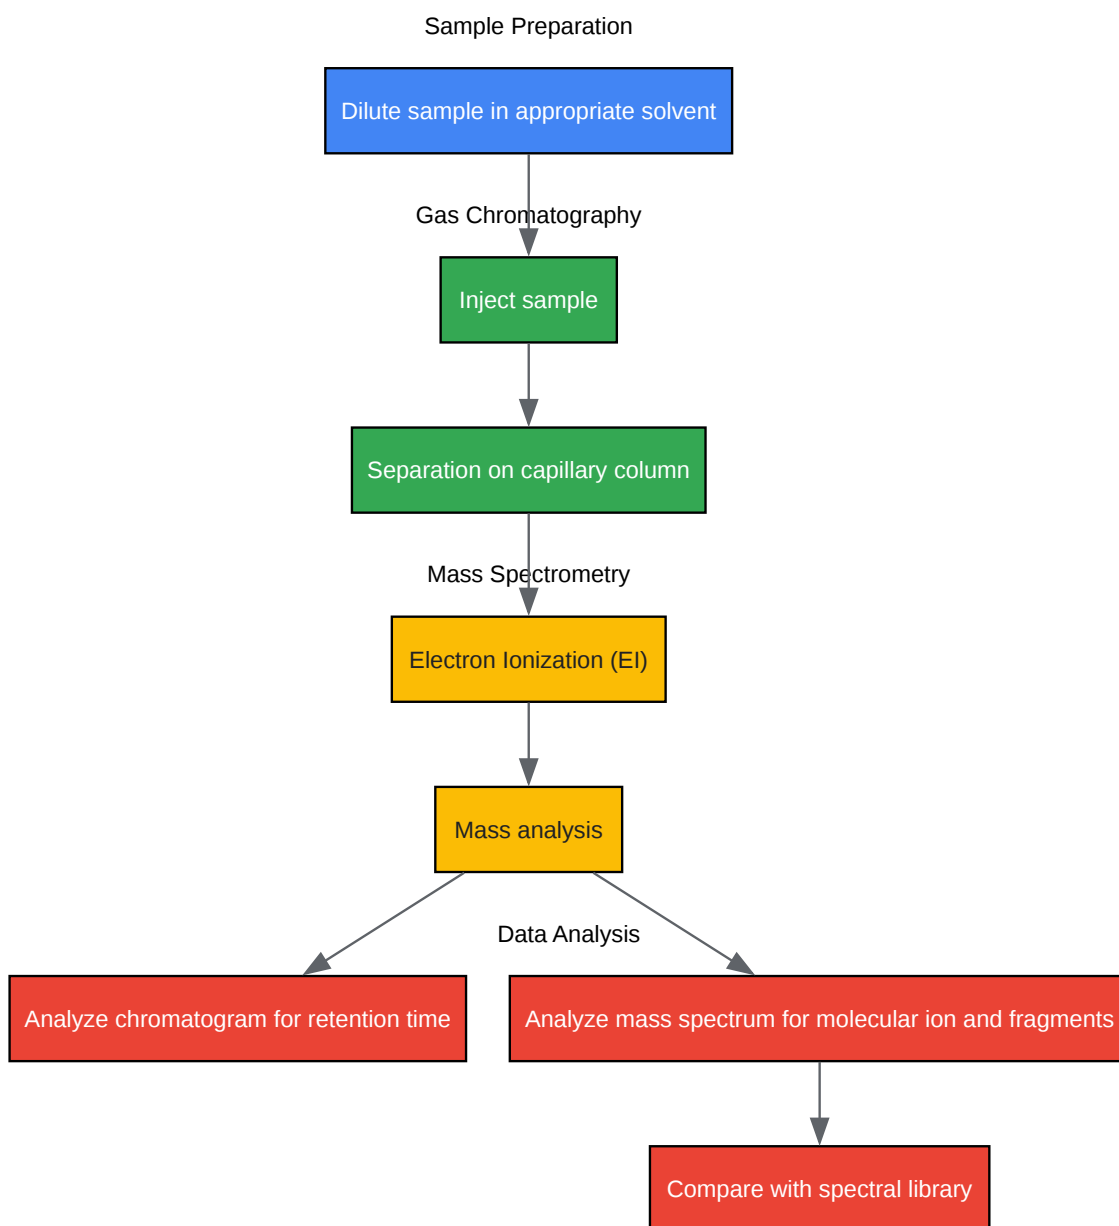 Sample Preparation
Dilute sample in appropriate solvent
Gas Chromatography
Inject sample
Separation on capillary column
Mass Spectrometry
Electron Ionization (EI)
Mass analysis
Data Analysis
Analyze chromatogram for retention time
Analyze mass spectrum for molecular ion and fragments
Compare with spectral library